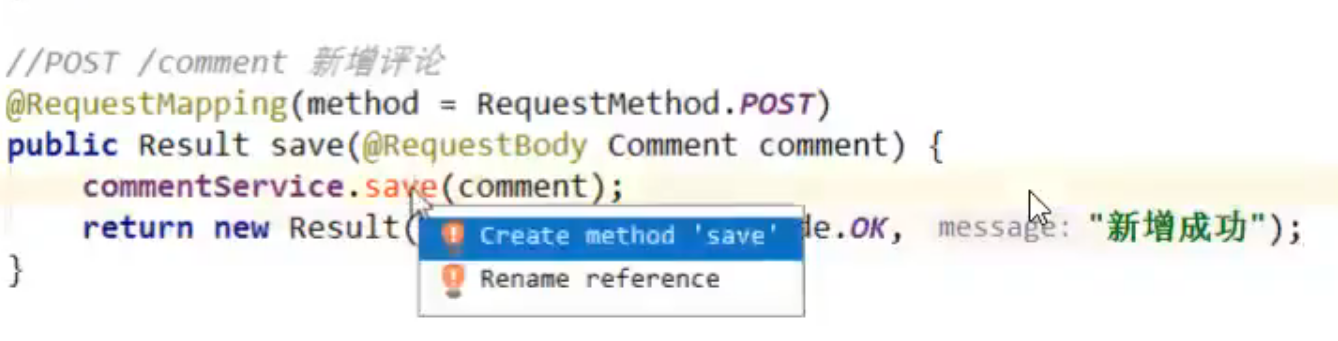 //POST /comment 新增评论
@RequestMapping(method = RequestMethod.POST)
public Result save(@RequestBody Comment comment) {
commentService.save(comment);
return new Result( de.OK, message: "新增成功");
Create method 'save'
}
Rename reference